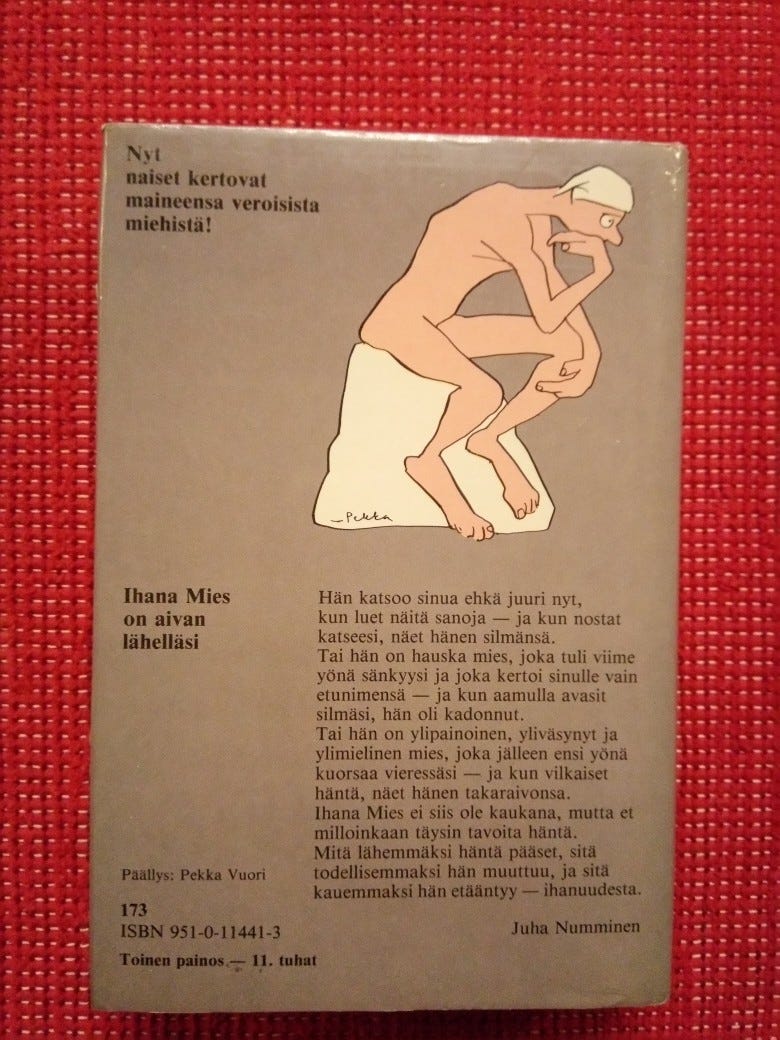 Nyt
naiset kertovat
maineensa veroisista
miehistä!
Pekka
Ihana Mies
on aivan
lähelläsi
Hän katsoo sinua ehkä juuri nyt,
kun luet näitä sanoja — ja kun nostat
katseesi, näet hänen silmänsä.
Tai hän on hauska mies, joka tuli viime
yönä sänkyysi ja joka kertoi sinulle vain
etunimensä — ja kun aamulla avasit
silmäsi, hän oli kadonnut.
Tai hän on ylipainoinen, yliväsynyt ja
ylimielinen mies, joka jälleen ensi yönä
kuorsaa vieressäsi — ja kun vilkaiset
häntä, näet hänen takaraivonsa.
Ihana Mies ei siis ole kaukana, mutta et
milloinkaan täysin tavoita häntä.
Mitä lähemmäksi häntä pääset, sitä
todellisemmaksi hän muuttuu, ja sitä
kauemmaksi hän etääntyy — ihanuudesta.
Juha Numminen
Päällys: Pekka Vuori
173
ISBN 951-0-11441-3
Toinen painos — 11. tuhat